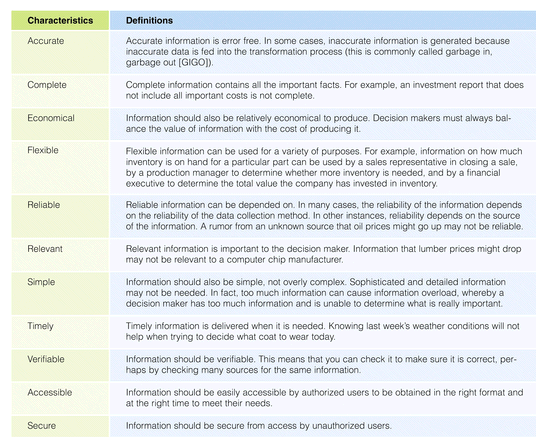 Characteristics Definitions
Accurate Accurate information is error free. In some cases, inaccurate information is generated because
inaccurate data is fed into the transformation process (this is commonly called garbage in,
garbage out [GIGO]).
Complete Complete information contains all the important facts. For example, an investment report that does
not include all important costs is not complete.
Economical Information should also be relatively economical to produce. Decision makers must always bal-
ance the value of information with the cost of producing it.
Flexible Flexible information can be used for a variety of purposes. For example, information on how much
inventory is on hand for a particular part can be used by a sales representative in closing a sale,
by a production manager to determine whether more inventory is needed, and by a financial
executive to determine the total value the company has invested in inventory.
Reliable Reliable information can be depended on. In many cases, the reliability of the information depends
on the reliability of the data collection method. In other instances, reliability depends on the source
of the information. A rumor from an unknown source that oil prices might go up may not be reliable.
Relevant Relevant information is important to the decision maker. Information that lumber prices might drop
may not be relevant to a computer chip manufacturer.
Simple Information should also be simple, not overly complex. Sophisticated and detailed information
may not be needed. In fact, too much information can cause information overload, whereby a
decision maker has too much information and is unable to determine what is really important.
Timely Timely information is delivered when it is needed. Knowing last week's weather conditions will not
help when trying to decide what coat to wear today.
Verifiable Information should be verifiable. This means that you can check it to make sure it is correct, per-
haps by checking many sources for the same information.
Accessible Information should be easily accessible by authorized users to be obtained in the right format and
at the right time to meet their needs.
Secure Information should be secure from access by unauthorized users.